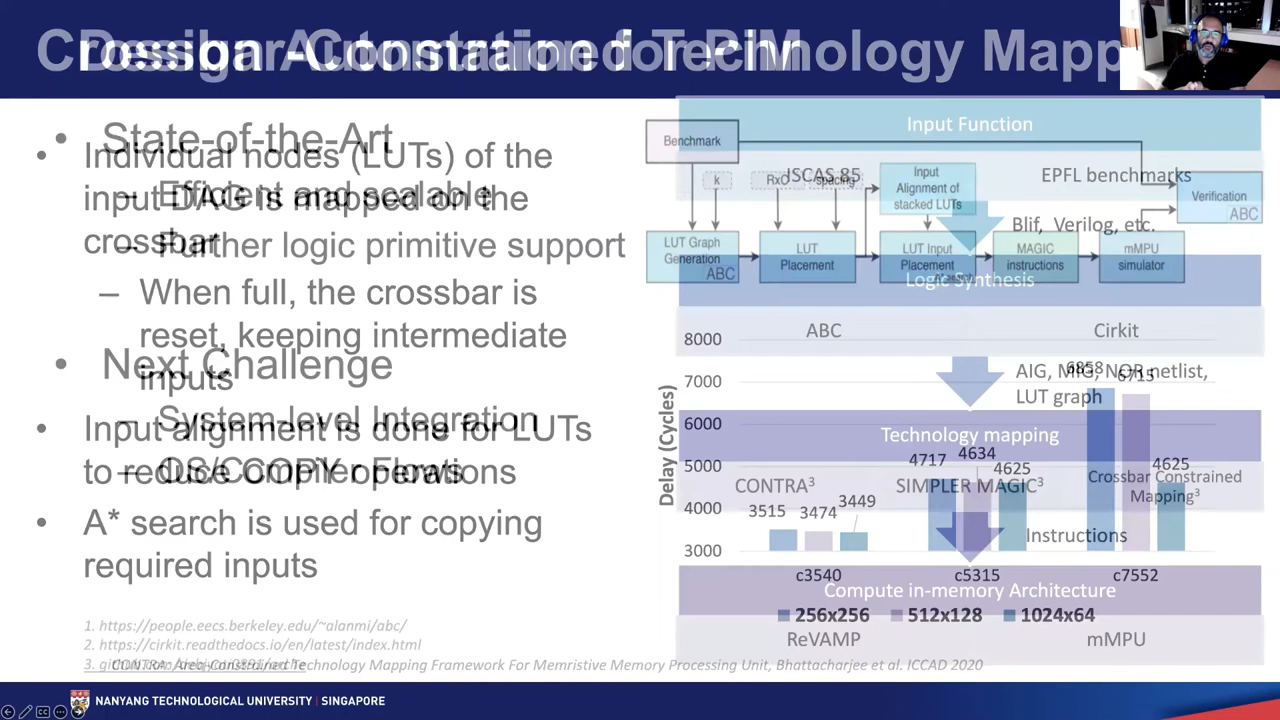 Crossbar-Constrained Technology Mapping
Design Automation for PiM
• State-of-the-Art
– Efficient and scalable
– Further logic primitive support
• Next Challenge
– System-level Integration
– OS/Compiler Flows
• Individual nodes (LUTs) of the
input DAG is mapped on the
crossbar
– When full, the crossbar is
reset, keeping intermediate
inputs
• Input alignment is done for LUTs
to reduce COPY operations
• A* search is used for copying
required inputs
Benchmark
k
RxC
spacing
Input
Alignment of
stacked LUTs
Verification
ABC
LUT Graph
Generation
ABC
LUT
Placement
LUT Input
Placement
MAGIC
instructions
mMPU
simulator
Input Function
ISCAS 85
EPFL benchmarks
Blif, Verilog, etc.
Logic Synthesis
ABC
Cirkit
AIG, MIG, NOR netlist,
LUT graph
Technology mapping
CONTRA³
SIMPLER MAGIC³
Crossbar Constrained
Mapping³
Instructions
Compute in-memory Architecture
ReVAMP
mMPU
Delay (Cycles)
8000
7000
6000
5000
4000
3000
3515
3474
3449
4717
4634
4625
6858
6715
4625
c3540
c5315
c7552
256x256
512x128
1024x64
1. https://people.eecs.berkeley.edu/~alanmi/abc/
2. https://cirkit.readthedocs.io/en/latest/index.html
CONTRA: Area-Constrained Technology Mapping Framework For Memristive Memory Processing Unit, Bhattacharjee et al. ICCAD 2020
NANYANG TECHNOLOGICAL UNIVERSITY | SINGAPORE